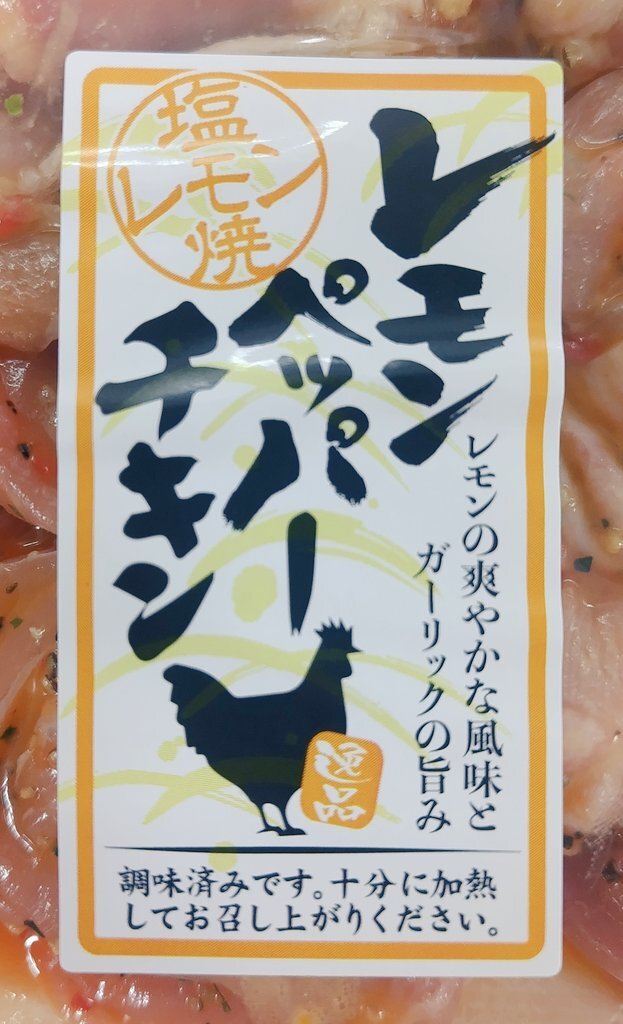 塩
レモン
焼
レモン
ペッパー
チキン
レモンの爽やかな風味と
ガーリックの旨み
逸品
調味済みです。十分に加熱
してお召し上がりください。